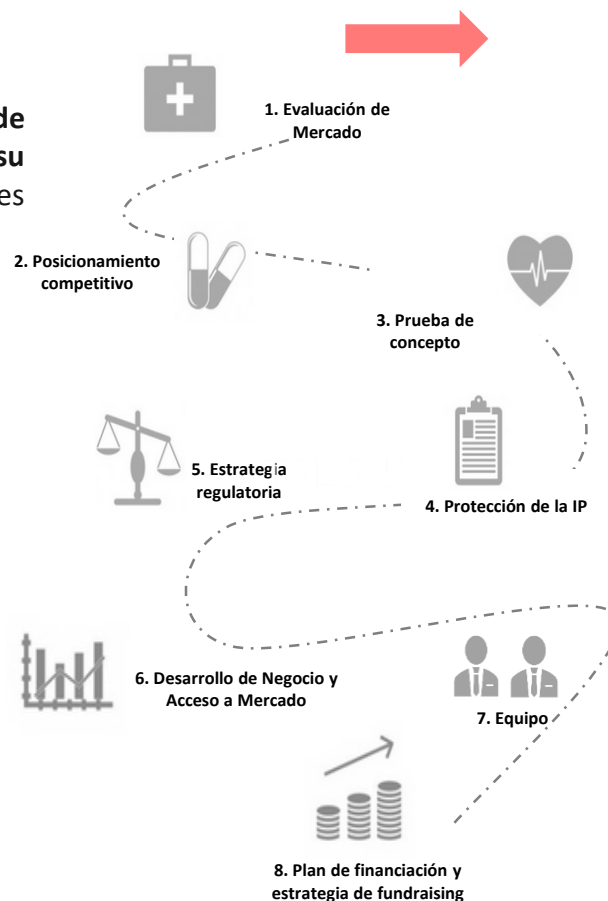 de
su
es
1. Evaluación de
Mercado
2. Posicionamiento
competitivo
3. Prueba de
concepto
5. Estrategia
regulatoria
4. Protección de la IP
6. Desarrollo de Negocio y
Acceso a Mercado
7. Equipo
8. Plan de financiación y
estrategia de fundraising